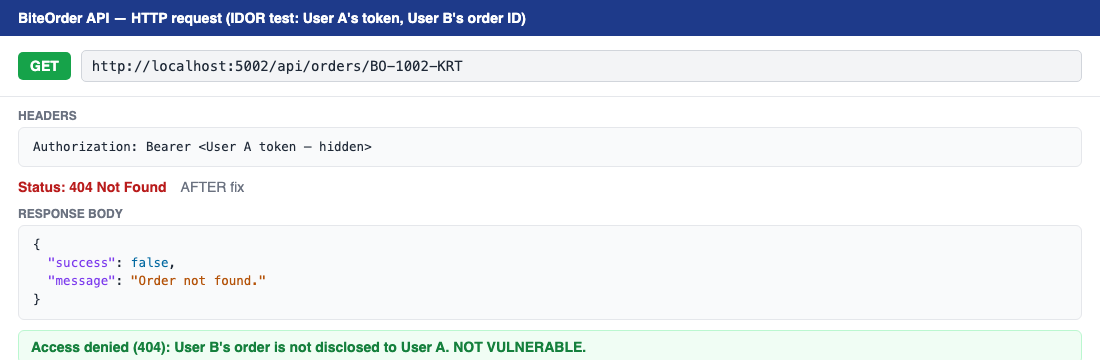 BiteOrder API — HTTP request (IDOR test: User A's token, User B's order ID)
GET http://localhost:5002/api/orders/BO-1002-KRT
HEADERS
Authorization: Bearer <User A token — hidden>
Status: 404 Not Found AFTER fix
RESPONSE BODY
{
"success": false,
"message": "Order not found."
}
Access denied (404): User B's order is not disclosed to User A. NOT VULNERABLE.